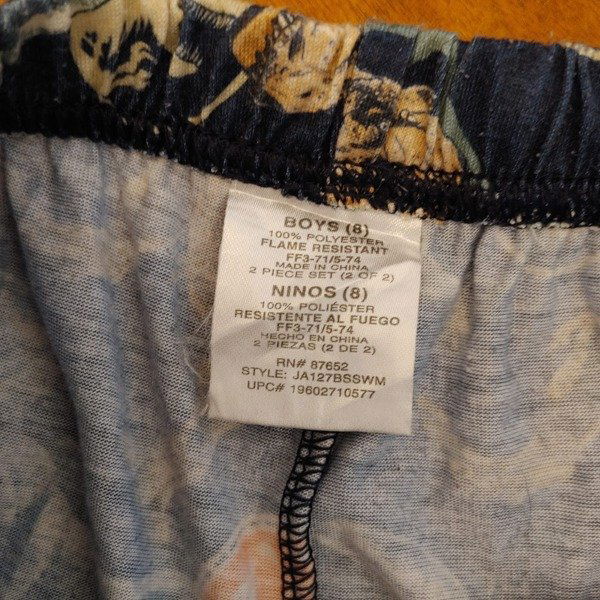 BOYS (8)
100% POLYESTER
FLAME RESISTANT
FF3-71/5-74
MADE IN CHINA
2 PIECE SET (2 OF 2)
NINOS (8)
100% POLIÉSTER
RESISTENTE AL FUEGO
FF3-71/5-74
HECHO EN CHINA
2 PIEZAS (2 DE 2)
RN# 87652
STYLE: JA127BSSWM
UPC# 19602710577